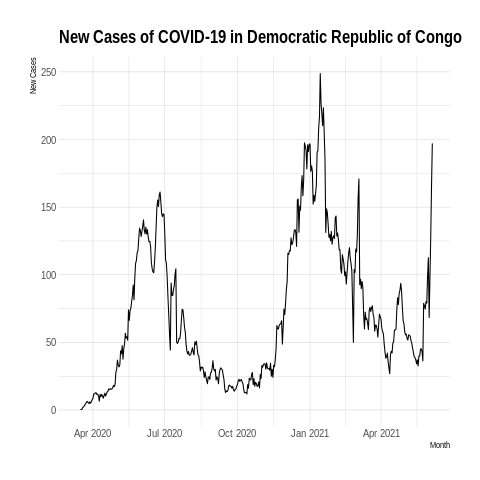 New Cases of COVID-19 in Democratic Republic of Congo
New Cases
250
200
150
100
50
0
Apr 2020 Jul 2020 Oct 2020 Jan 2021 Apr 2021
Month